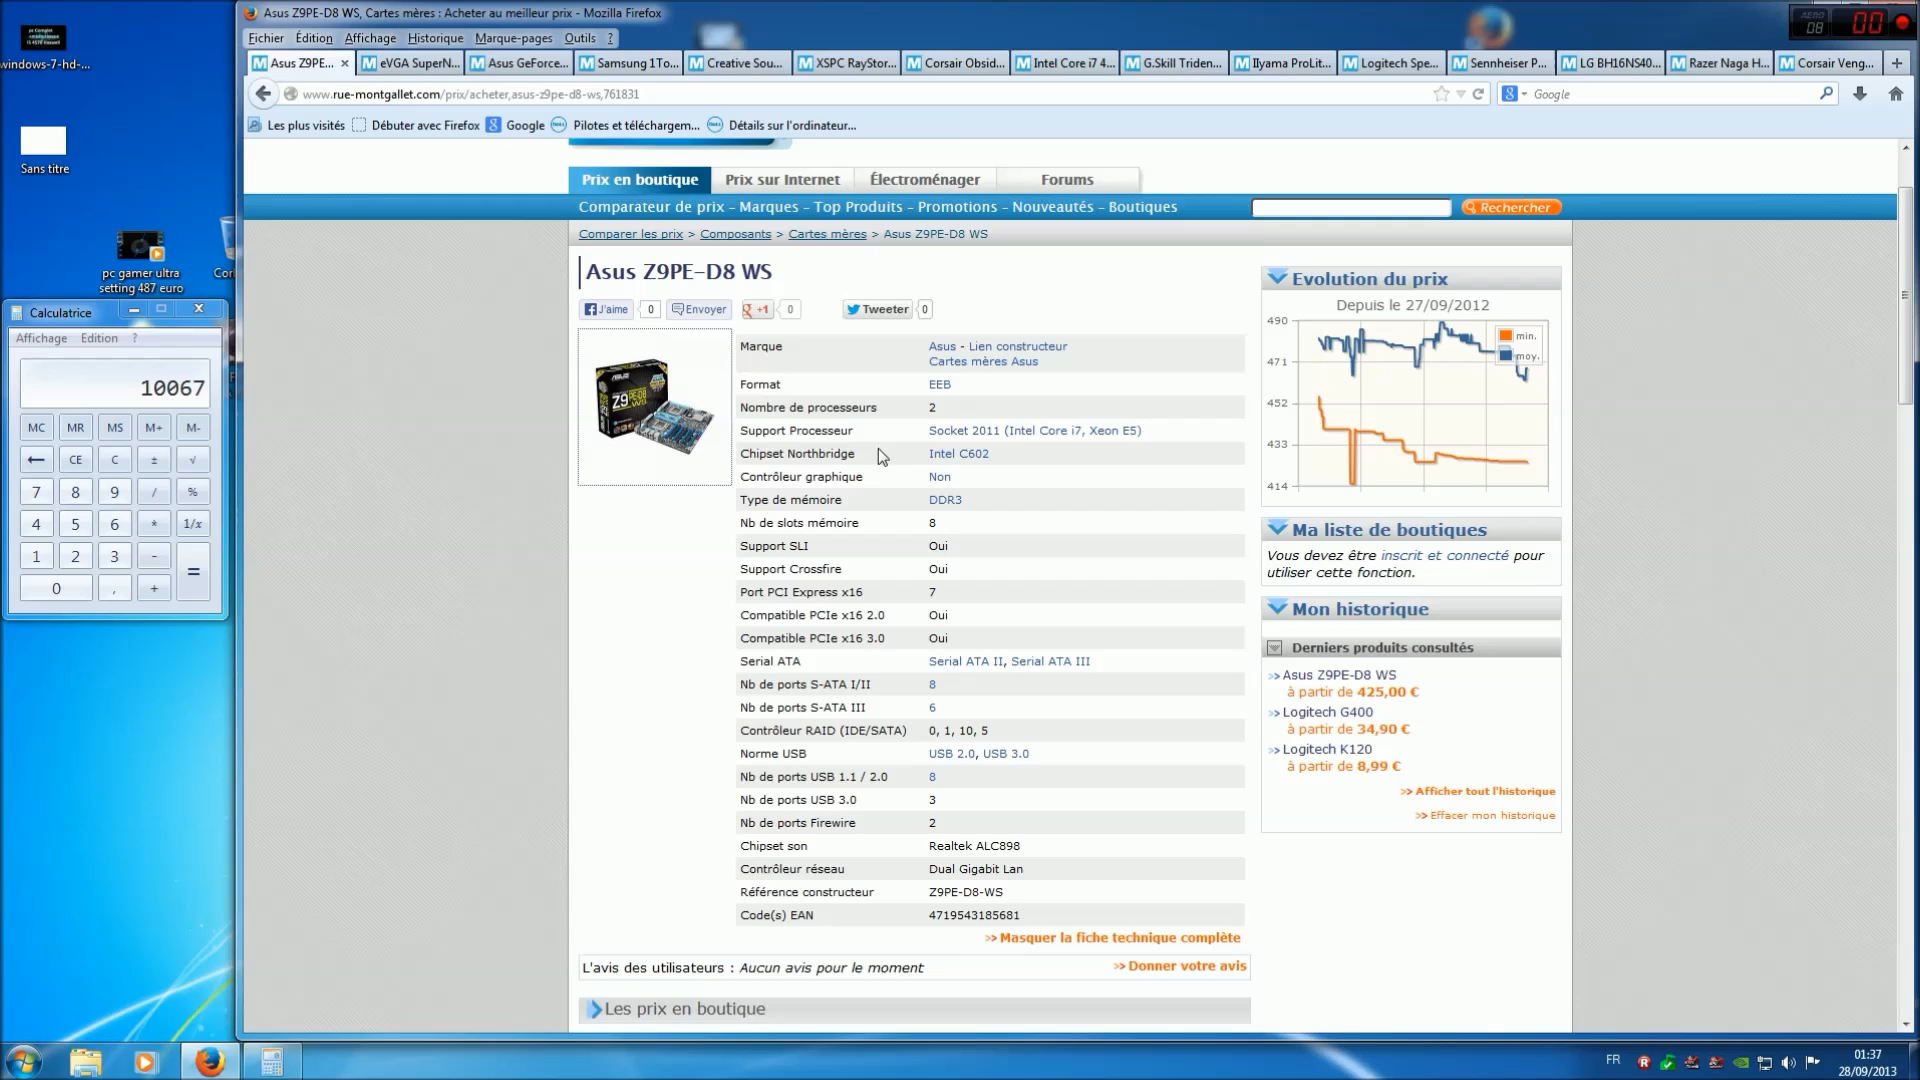 Asus Z9PE-D8 WS, Cartes mères : Acheter au meilleur prix - Mozilla Firefox
AERO
08
00
Fichier Édition Affichage Historique Marque-pages Outils ?
Asus Z9PE... eVGA SuperN... Asus GeForce... Samsung 1To... Creative Sou... XSPC RayStor... Corsair Obsid... Intel Core i7 4... G.Skill Triden... Ilyama ProLit... Logitech Spe... Sennheiser P... LG BH16NS40... Razer Naga H... Corsair Veng...
www.rue-montgallet.com/prix/acheter,asus-z9pe-d8-ws,761831
Google
Les plus visités Débuter avec Firefox Google Pilotes et téléchargem... Détails sur l'ordinateur...
windows-7-hd-...
Sans titre
pc gamer ultra
setting 487 euro
Calculatrice
Affichage Edition ?
10067
MC MR MS M+ M-
← CE C ± √
7 8 9 / %
4 5 6 * 1/x
1 2 3 - =
0 , +
Prix en boutique Prix sur Internet Électroménager Forums
Comparateur de prix - Marques - Top Produits - Promotions - Nouveautés - Boutiques
Rechercher
Comparer les prix > Composants > Cartes mères > Asus Z9PE-D8 WS
Asus Z9PE-D8 WS
J'aime 0 Envoyer +1 0 Tweeter 0
Marque Asus - Lien constructeur
Cartes mères Asus
Format EEB
Nombre de processeurs 2
Support Processeur Socket 2011 (Intel Core i7, Xeon E5)
Chipset Northbridge Intel C602
Contrôleur graphique Non
Type de mémoire DDR3
Nb de slots mémoire 8
Support SLI Oui
Support Crossfire Oui
Port PCI Express x16 7
Compatible PCIe x16 2.0 Oui
Compatible PCIe x16 3.0 Oui
Serial ATA Serial ATA II, Serial ATA III
Nb de ports S-ATA I/II 8
Nb de ports S-ATA III 6
Contrôleur RAID (IDE/SATA) 0, 1, 10, 5
Norme USB USB 2.0, USB 3.0
Nb de ports USB 1.1 / 2.0 8
Nb de ports USB 3.0 3
Nb de ports Firewire 2
Chipset son Realtek ALC898
Contrôleur réseau Dual Gigabit Lan
Référence constructeur Z9PE-D8-WS
Code(s) EAN 4719543185681
>> Masquer la fiche technique complète
L'avis des utilisateurs : Aucun avis pour le moment >> Donner votre avis
Les prix en boutique
Evolution du prix
Depuis le 27/09/2012
490
471
452
433
414
min.
moy.
Ma liste de boutiques
Vous devez être inscrit et connecté pour
utiliser cette fonction.
Mon historique
Derniers produits consultés
>> Asus Z9PE-D8 WS
à partir de 425,00 €
>> Logitech G400
à partir de 34,90 €
>> Logitech K120
à partir de 8,99 €
>> Afficher tout l'historique
>> Effacer mon historique
FR
01:37
28/09/2013